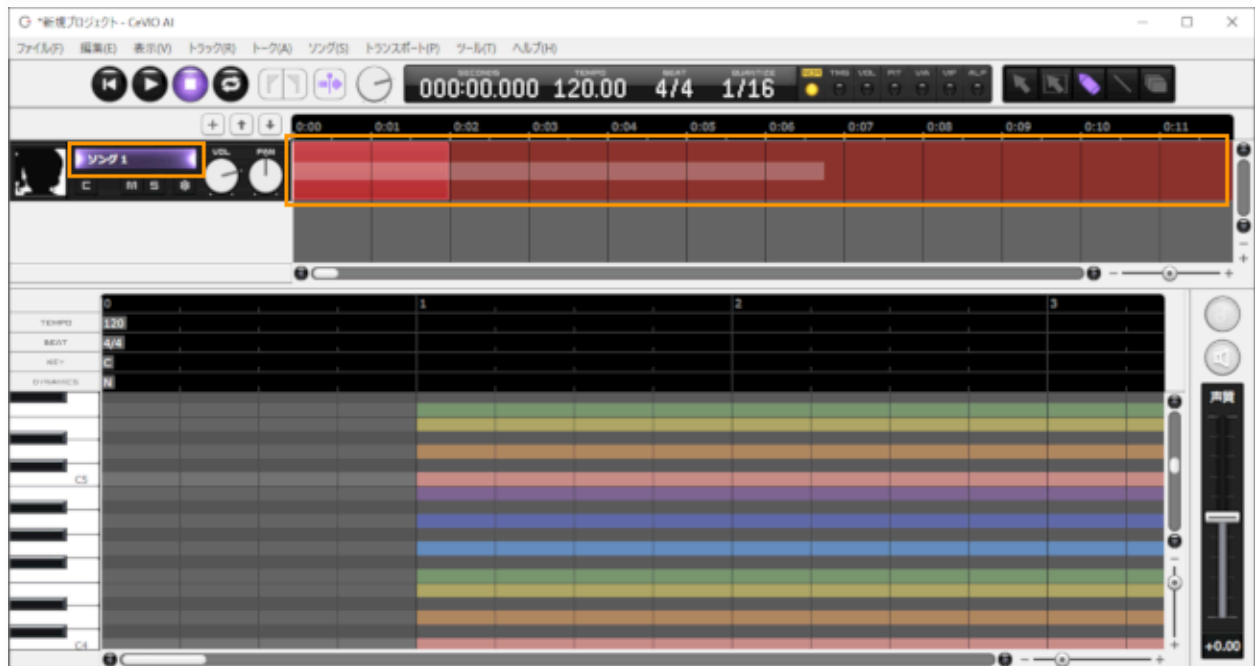 *新規プロジェクト - CeVIO AI
ファイル(F) 編集(E) 表示(V) トラック(R) トーク(A) ソング(S) トランスポート(P) ツール(T) ヘルプ(H)
SECONDS TEMPO BEAT QUANTIZE NOR TMG VOL PIT VIA VIF ALP
000:00.000 120.00 4/4 1/16
0:00 0:01 0:02 0:03 0:04 0:05 0:06 0:07 0:08 0:09 0:10 0:11
ソング 1 VOL PAN
C M S
0 1 2 3
TEMPO 120
BEAT 4/4
KEY C
DYNAMICS N
声質
C5
C4
+0.00